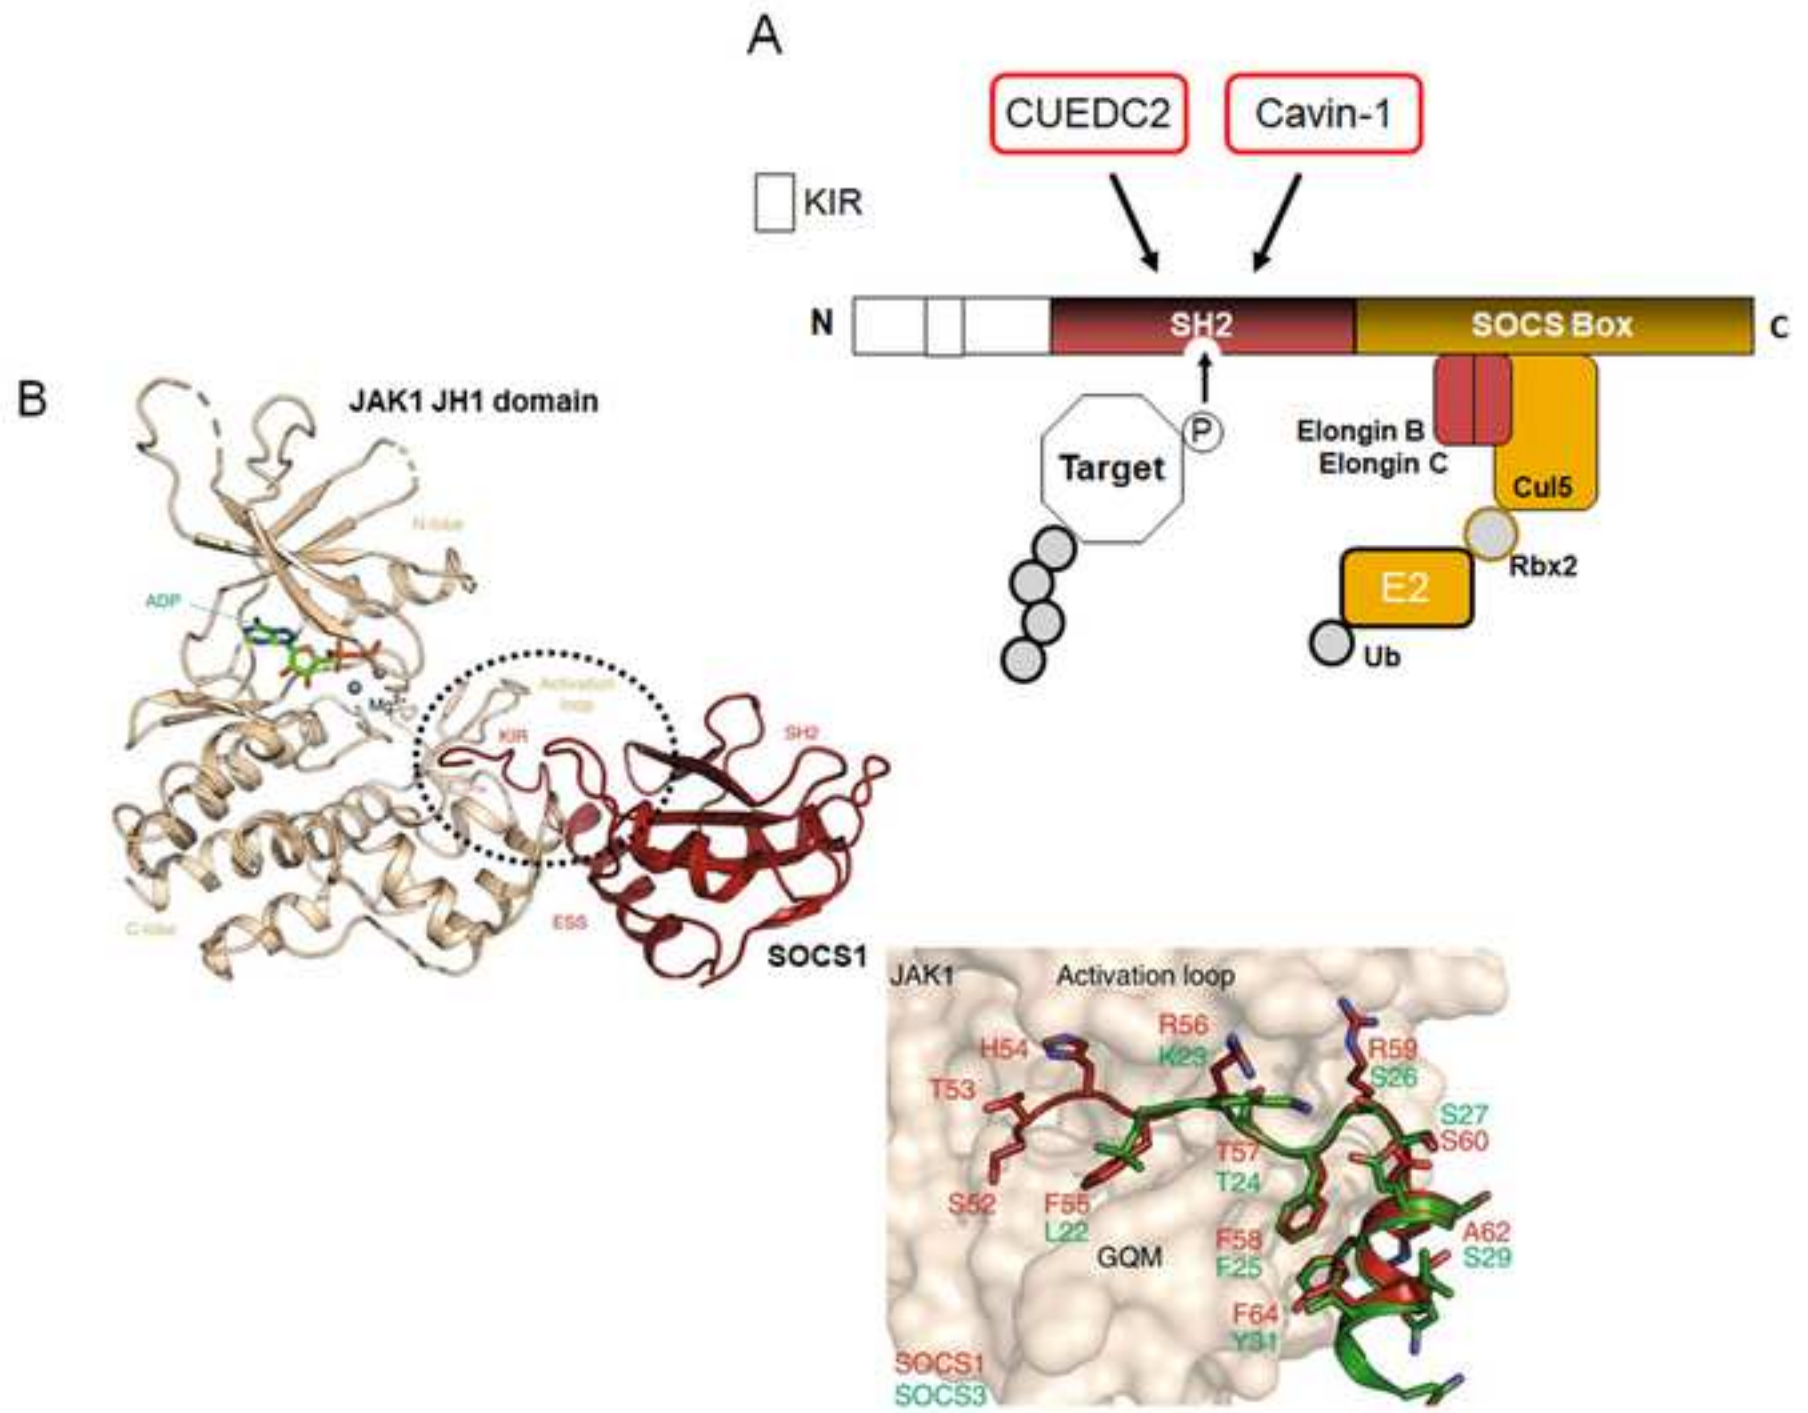 A
CUEDC2
Cavin-1
KIR
N
SH2
SOCS Box
C
P
Target
Elongin B
Elongin C
Cul5
Rbx2
E2
Ub
B
JAK1 JH1 domain
N-lobe
ADP
Mg
Activation
loop
KIR
SH2
ESS
C-lobe
SOCS1
JAK1
Activation loop
R56
K23
H54
R59
S26
T53
S27
S60
T57
T24
S52
F55
L22
F58
F25
A62
S29
GQM
F64
Y31
SOCS1
SOCS3